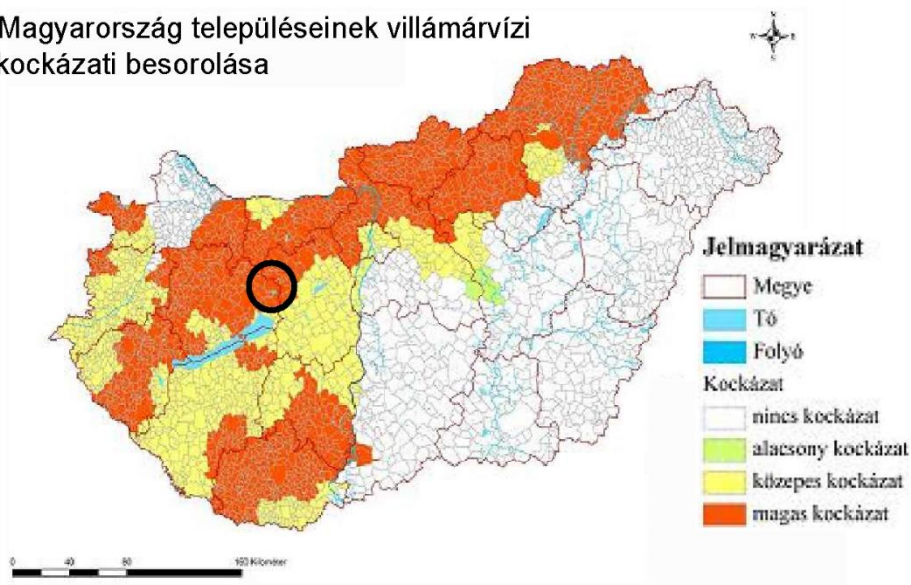 Magyarország településeinek villámárvízi
kockázati besorolása
N
W
E
S
Jelmagyarázat
Megye
Tó
Folyó
Kockázat
nincs kockázat
alacsony kockázat
közepes kockázat
magas kockázat
0 40 80 160 Kilométer